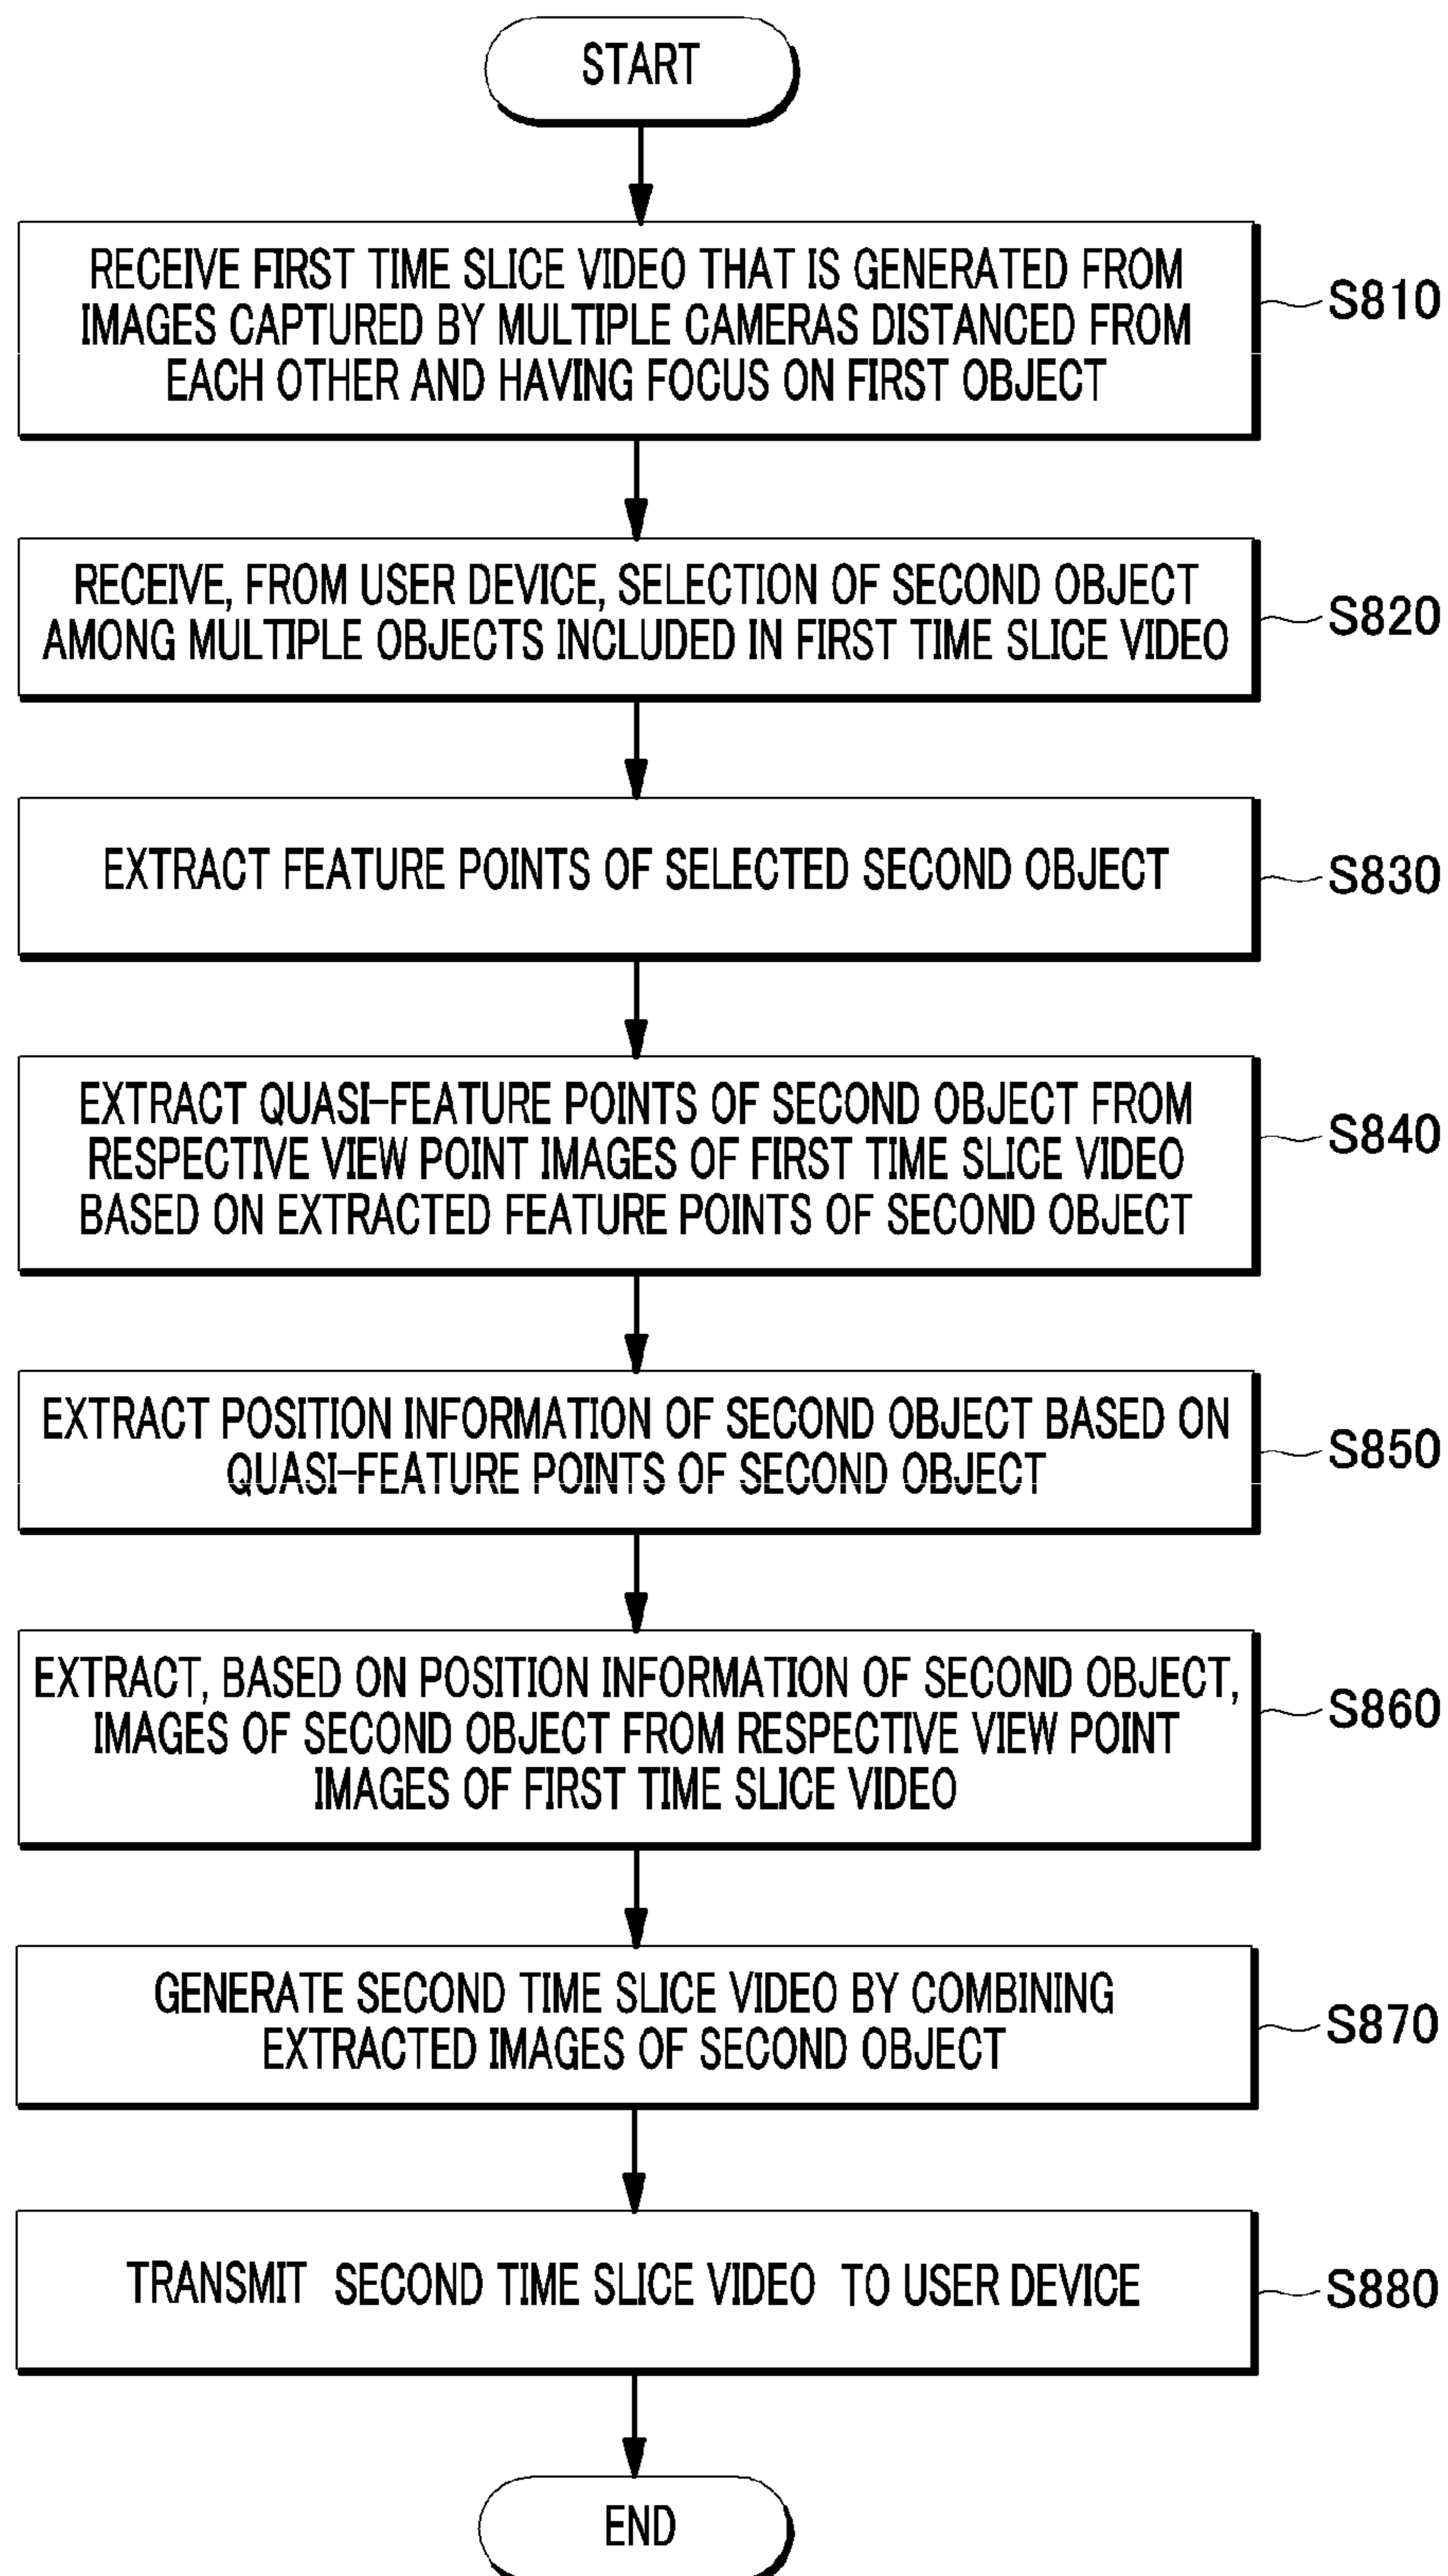 START
RECEIVE FIRST TIME SLICE VIDEO THAT IS GENERATED FROM
IMAGES CAPTURED BY MULTIPLE CAMERAS DISTANCED FROM
EACH OTHER AND HAVING FOCUS ON FIRST OBJECT
S810
RECEIVE, FROM USER DEVICE, SELECTION OF SECOND OBJECT
AMONG MULTIPLE OBJECTS INCLUDED IN FIRST TIME SLICE VIDEO
S820
EXTRACT FEATURE POINTS OF SELECTED SECOND OBJECT
S830
EXTRACT QUASI-FEATURE POINTS OF SECOND OBJECT FROM
RESPECTIVE VIEW POINT IMAGES OF FIRST TIME SLICE VIDEO
BASED ON EXTRACTED FEATURE POINTS OF SECOND OBJECT
S840
EXTRACT POSITION INFORMATION OF SECOND OBJECT BASED ON
QUASI-FEATURE POINTS OF SECOND OBJECT
S850
EXTRACT, BASED ON POSITION INFORMATION OF SECOND OBJECT,
IMAGES OF SECOND OBJECT FROM RESPECTIVE VIEW POINT
IMAGES OF FIRST TIME SLICE VIDEO
S860
GENERATE SECOND TIME SLICE VIDEO BY COMBINING
EXTRACTED IMAGES OF SECOND OBJECT
S870
TRANSMIT SECOND TIME SLICE VIDEO TO USER DEVICE
S880
END